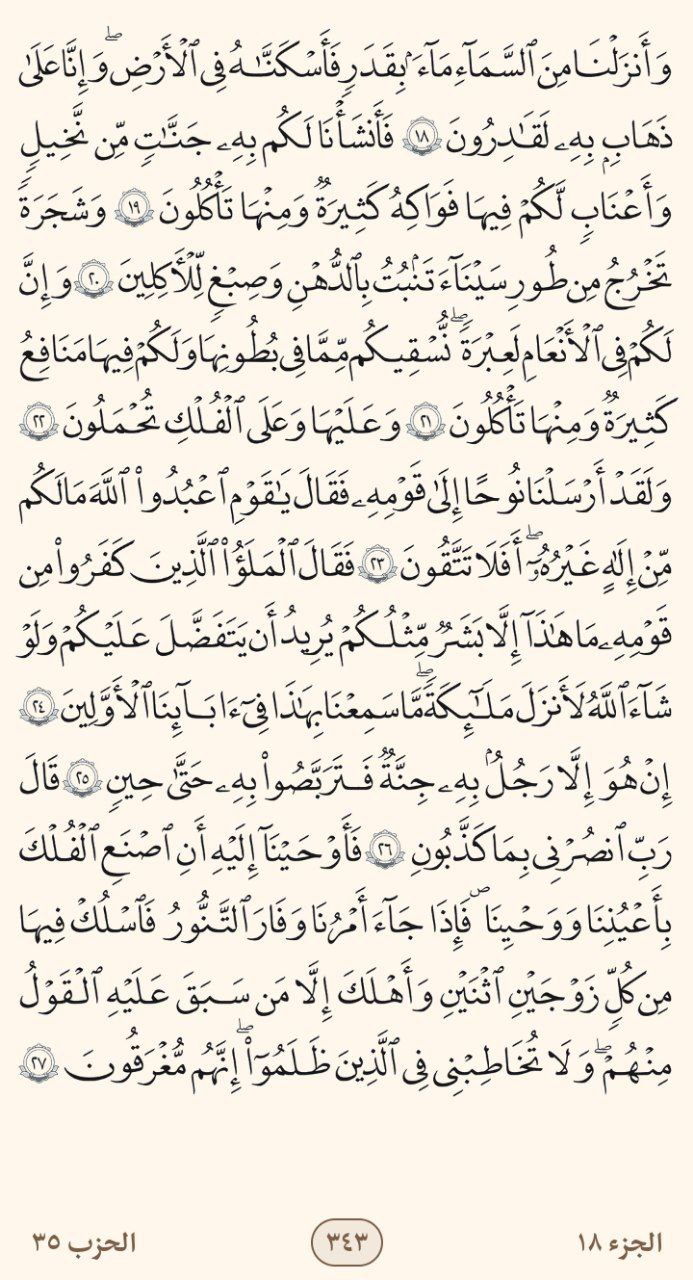 وَأَنزَلۡنَا مِنَ ٱلسَّمَآءِ مَآءَۢ بِقَدَرٖ فَأَسۡكَنَّٰهُ فِي ٱلۡأَرۡضِۖ وَإِنَّا عَلَىٰ
ذَهَابِۭ بِهِۦ لَقَٰدِرُونَ ١٨ فَأَنشَأۡنَا لَكُم بِهِۦ جَنَّٰتٖ مِّن نَّخِيلٖ
وَأَعۡنَٰبٖ لَّكُمۡ فِيهَا فَوَٰكِهُ كَثِيرَةٞ وَمِنۡهَا تَأۡكُلُونَ ١٩ وَشَجَرَةٗ
تَخۡرُجُ مِن طُورِ سَيۡنَآءَ تَنۢبُتُ بِٱلدُّهۡنِ وَصِبۡغٖ لِّلۡأٓكِلِينَ ٢٠ وَإِنَّ
لَكُمۡ فِي ٱلۡأَنۡعَٰمِ لَعِبۡرَةٗۖ نُّسۡقِيكُم مِّمَّا فِي بُطُونِهَا وَلَكُمۡ فِيهَا مَنَٰفِعُ
كَثِيرَةٞ وَمِنۡهَا تَأۡكُلُونَ ٢١ وَعَلَيۡهَا وَعَلَى ٱلۡفُلۡكِ تُحۡمَلُونَ ٢٢
وَلَقَدۡ أَرۡسَلۡنَا نُوحًا إِلَىٰ قَوۡمِهِۦ فَقَالَ يَٰقَوۡمِ ٱعۡبُدُواْ ٱللَّهَ مَا لَكُم
مِّنۡ إِلَٰهٍ غَيۡرُهُۥٓۖ أَفَلَا تَتَّقُونَ ٢٣ فَقَالَ ٱلۡمَلَؤُاْ ٱلَّذِينَ كَفَرُواْ مِن
قَوۡمِهِۦ مَا هَٰذَآ إِلَّا بَشَرٞ مِّثۡلُكُمۡ يُرِيدُ أَن يَتَفَضَّلَ عَلَيۡكُمۡ وَلَوۡ
شَآءَ ٱللَّهُ لَأَنزَلَ مَلَٰٓئِكَةٗۖ مَّا سَمِعۡنَا بِهَٰذَا فِيٓ ءَابَآئِنَا ٱلۡأَوَّلِينَ ٢٤
إِنۡ هُوَ إِلَّا رَجُلُۢ بِهِۦ جِنَّةٞ فَتَرَبَّصُواْ بِهِۦ حَتَّىٰ حِينٖ ٢٥ قَالَ
رَبِّ ٱنصُرۡنِي بِمَا كَذَّبُونِ ٢٦ فَأَوۡحَيۡنَآ إِلَيۡهِ أَنِ ٱصۡنَعِ ٱلۡفُلۡكَ
بِأَعۡيُنِنَا وَوَحۡيِنَاۖ فَإِذَا جَآءَ أَمۡرُنَا وَفَارَ ٱلتَّنُّورُ فَٱسۡلُكۡ فِيهَا
مِن كُلّٖ زَوۡجَيۡنِ ٱثۡنَيۡنِ وَأَهۡلَكَ إِلَّا مَن سَبَقَ عَلَيۡهِ ٱلۡقَوۡلُ
مِنۡهُمۡۖ وَلَا تُخَٰطِبۡنِي فِي ٱلَّذِينَ ظَلَمُوٓاْۖ إِنَّهُم مُّغۡرَقُونَ ٢٧
الجزء ١٨ ٣٤٣ الحزب ٣٥